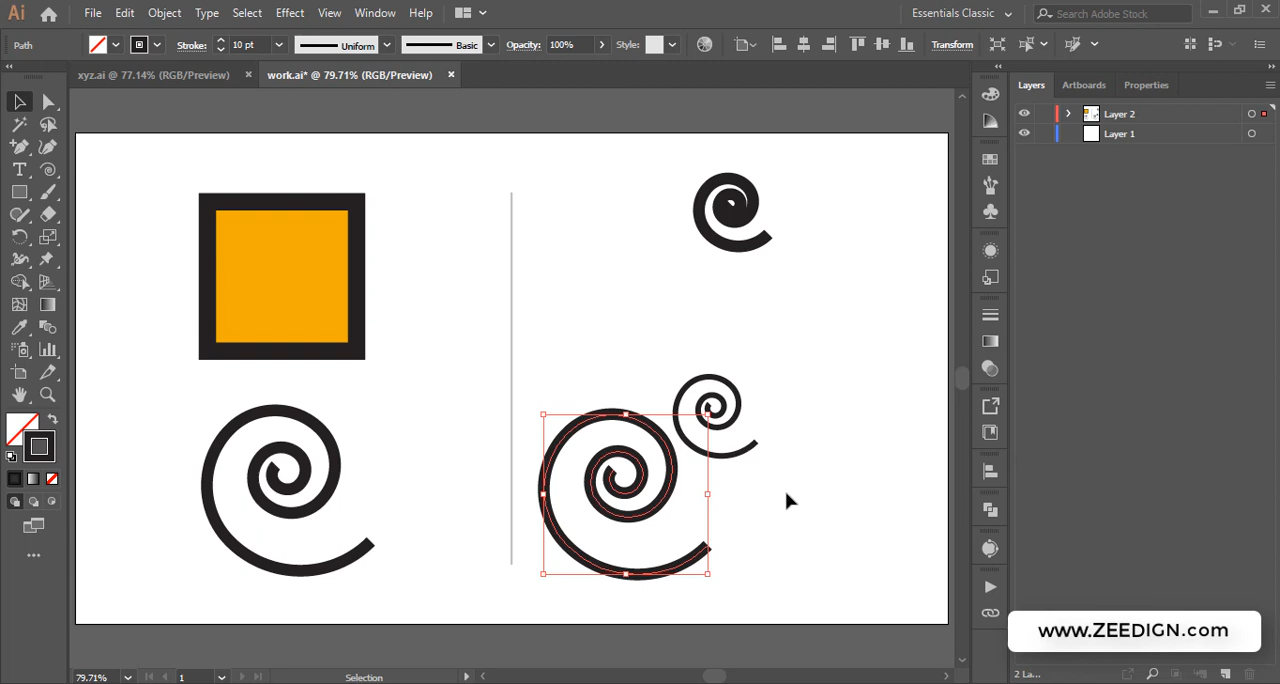 Ai File Edit Object Type Select Effect View Window Help Essentials Classic Search Adobe Stock
Path Stroke: 10 pt Uniform Basic Opacity: 100% Style: Transform
xyz.ai @ 77.14% (RGB/Preview) work.ai* @ 79.71% (RGB/Preview)
Layers Artboards Properties
Layer 2
Layer 1
www.ZEEDIGN.com
79.71% 1 Selection 2 La...